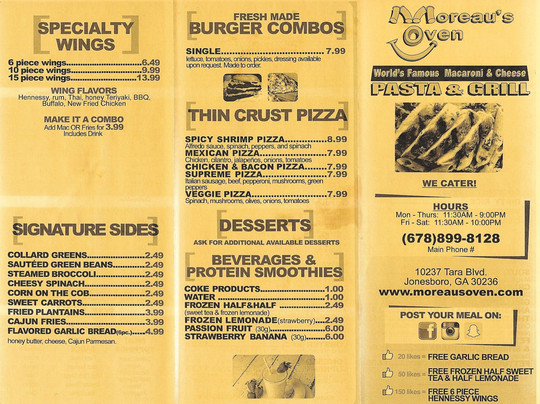 SPECIALTY
WINGS
6 piece wings..........................6.49
10 piece wings........................9.99
15 piece wings......................13.99
WING FLAVORS
Hennessy, rum, Thai, honey Teriyaki, BBQ,
Buffalo, New Fried Chicken
MAKE IT A COMBO
Add Mac OR Fries for 3.99
Includes Drink
SIGNATURE SIDES
COLLARD GREENS......................2.49
SAUTÉED GREEN BEANS.............2.49
STEAMED BROCCOLI..................2.49
CHEESY SPINACH.......................2.49
CORN ON THE COB.....................2.49
SWEET CARROTS........................2.49
FRIED PLANTAINS.......................3.99
CAJUN FRIES..............................3.99
FLAVORED GARLIC BREAD(6pc.)......4.99
honey butter, cheese, Cajun Parmesan.
FRESH MADE
BURGER COMBOS
SINGLE..................................7.99
lettuce, tomatoes, onions, pickles, dressing available
upon request. Made to order.
THIN CRUST PIZZA
SPICY SHRIMP PIZZA................8.99
Alfredo sauce, spinach, peppers, and spinach
MEXICAN PIZZA......................7.99
Chicken, cilantro, jalapeños, onions, tomatoes
CHICKEN & BACON PIZZA.........7.99
SUPREME PIZZA.....................7.99
Italian sausage, beef, pepperoni, mushrooms, green
peppers
VEGGIE PIZZA........................7.99
Spinach, mushrooms, olives, onions, tomatoes
DESSERTS
ASK FOR ADDITIONAL AVAILABLE DESSERTS
BEVERAGES &
PROTEIN SMOOTHIES
COKE PRODUCTS......................1.00
WATER ..................................1.00
FROZEN HALF&HALF ................2.49
(sweet tea & frozen lemonade)
FROZEN LEMONADE(strawberry)....2.49
PASSION FRUIT (30g)................6.00
STRAWBERRY BANANA (30g)........6.00
Moreau's
Oven
World's Famous Macaroni & Cheese
PASTA & GRILL
WE CATER!
HOURS
Mon - Thurs: 11:30AM - 9:00PM
Fri - Sat: 11:30AM - 10:00PM
(678)899-8128
Main Phone #
10237 Tara Blvd.
Jonesboro, GA 30236
www.moreausoven.com
POST YOUR MEAL ON:
20 likes = FREE GARLIC BREAD
50 likes = FREE FROZEN HALF SWEET
TEA & HALF LEMONADE
150 likes = FREE 6 PIECE
HENNESSY WINGS